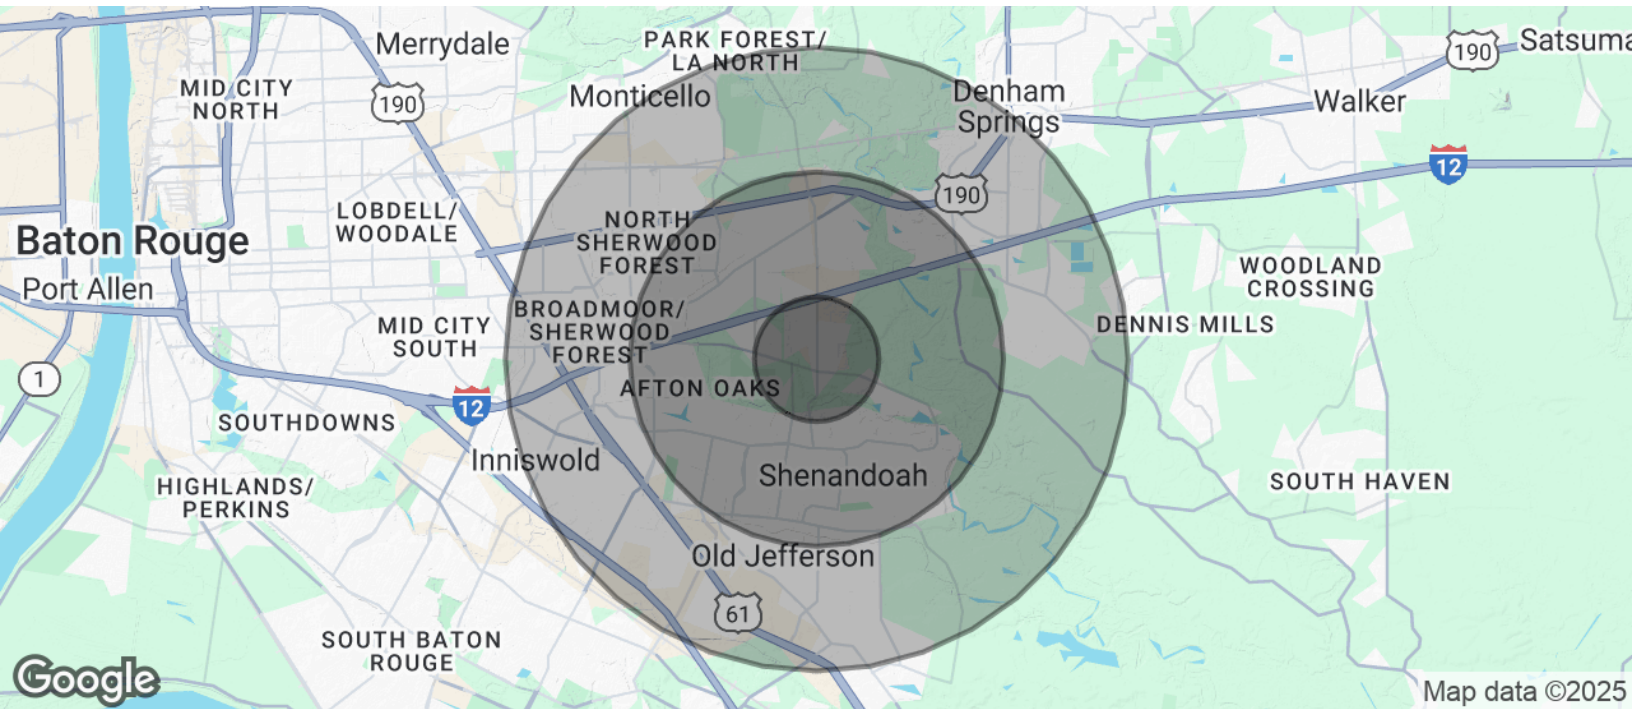 PARK FOREST/
LA NORTH
Merrydale
190
Satsuma
MID CITY
NORTH
190
Monticello
Denham
Springs
Walker
12
190
LOBDELL/
WOODALE
NORTH
SHERWOOD
FOREST
Baton Rouge
Port Allen
WOODLAND
CROSSING
BROADMOOR/
SHERWOOD
FOREST
MID CITY
SOUTH
DENNIS MILLS
1
AFTON OAKS
12
SOUTHDOWNS
Inniswold
Shenandoah
SOUTH HAVEN
HIGHLANDS/
PERKINS
Old Jefferson
61
SOUTH BATON
ROUGE
Google
Map data ©2025